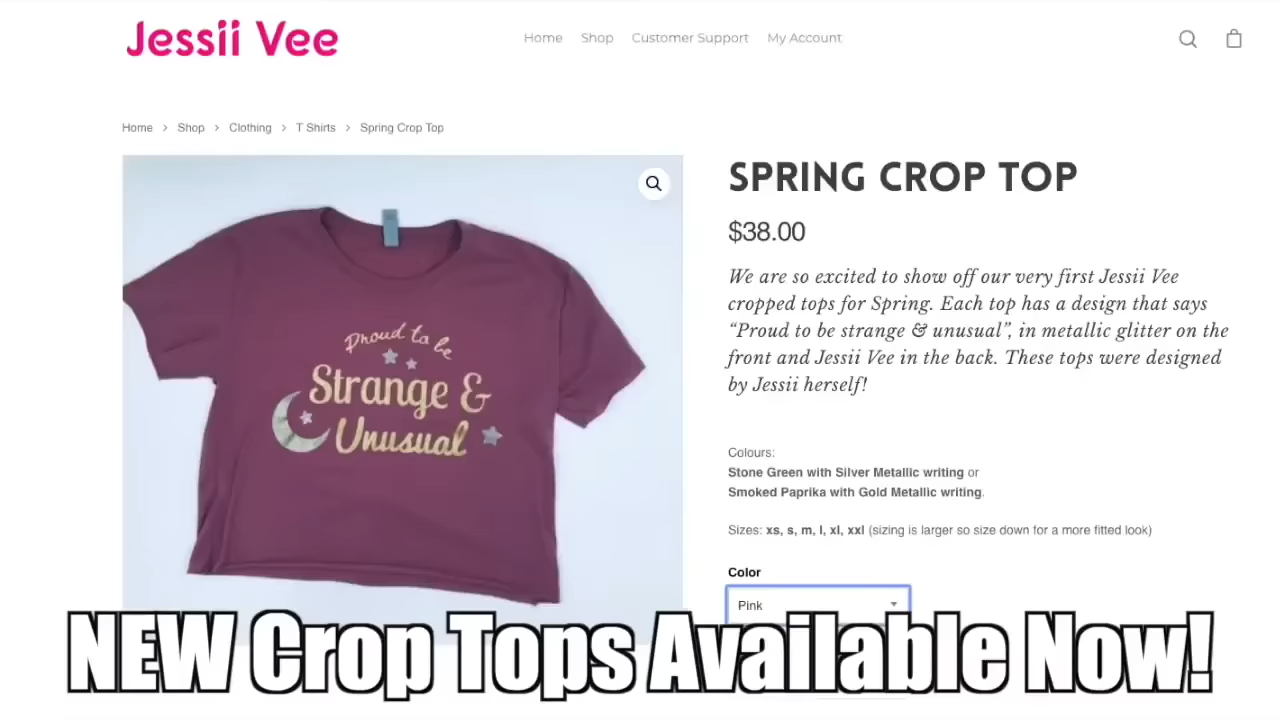 Jessii Vee
Home Shop Customer Support My Account
Home > Shop > Clothing > T Shirts > Spring Crop Top
Proud to be
Strange &
Unusual
SPRING CROP TOP
$38.00
We are so excited to show off our very first Jessii Vee
cropped tops for Spring. Each top has a design that says
“Proud to be strange & unusual”, in metallic glitter on the
front and Jessii Vee in the back. These tops were designed
by Jessii herself!
Colours:
Stone Green with Silver Metallic writing or
Smoked Paprika with Gold Metallic writing.
Sizes: xs, s, m, l, xl, xxl (sizing is larger so size down for a more fitted look)
Color
Pink
NEW Crop Tops Available Now!